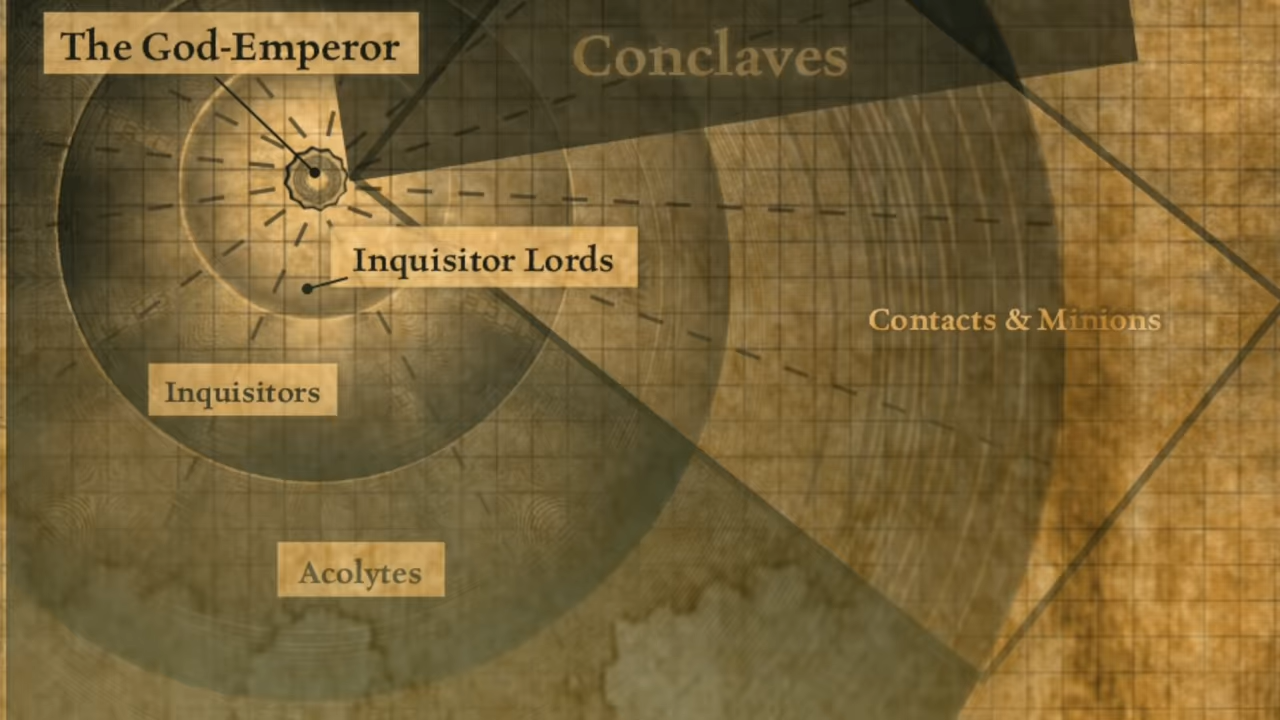 The God-Emperor
Conclaves
Inquisitor Lords
Contacts & Minions
Inquisitors
Acolytes